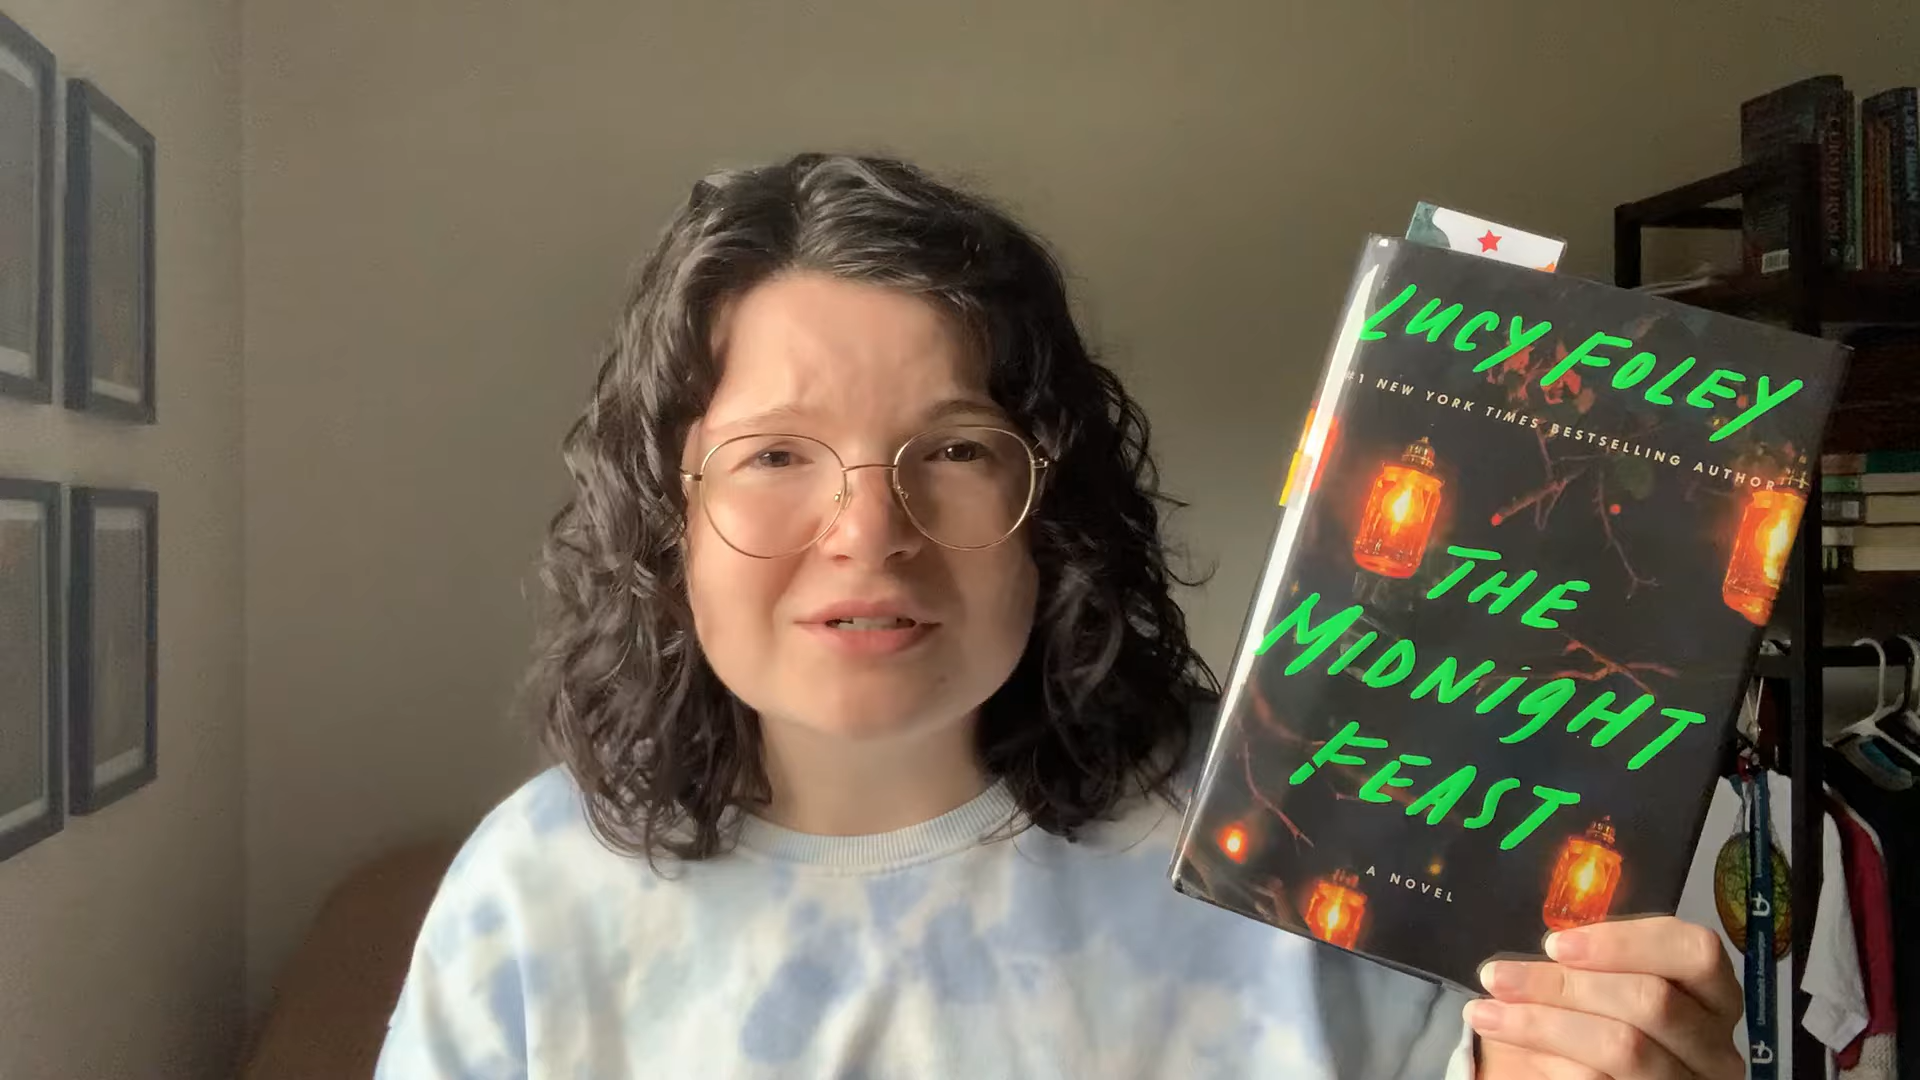 LUCY FOLEY
#1 NEW YORK TIMES BESTSELLING AUTHOR
THE
MIDNIGHT
FEAST
A NOVEL